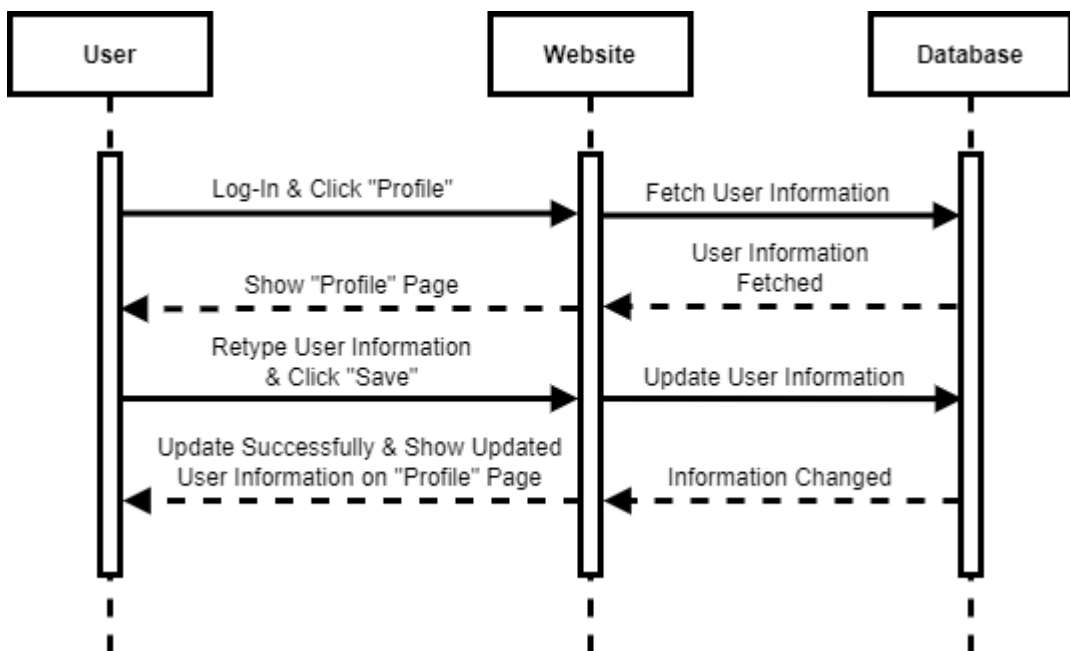 User
Website
Database
Log-In & Click "Profile"
Fetch User Information
User Information
Fetched
Show "Profile" Page
Retype User Information
& Click "Save"
Update User Information
Update Successfully & Show Updated
User Information on "Profile" Page
Information Changed